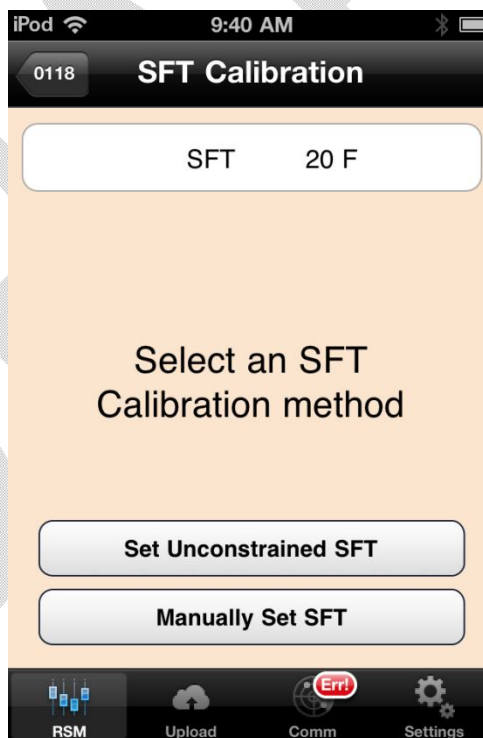 iPod 9:40 AM
0118 SFT Calibration
SFT 20 F
Select an SFT
Calibration method
Set Unconstrained SFT
Manually Set SFT
Err!
RSM Upload Comm Settings